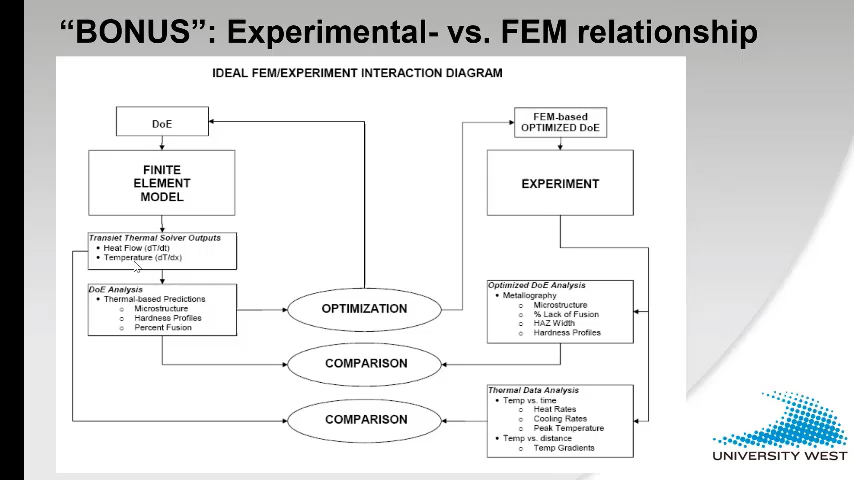 “BONUS”: Experimental- vs. FEM relationship
IDEAL FEM/EXPERIMENT INTERACTION DIAGRAM
DoE
FINITE
ELEMENT
MODEL
Transiet Thermal Solver Outputs
• Heat Flow (dT/dt)
• Temperature (dT/dx)
DoE Analysis
• Thermal-based Predictions
o Microstructure
o Hardness Profiles
o Percent Fusion
OPTIMIZATION
COMPARISON
COMPARISON
FEM-based
OPTIMIZED DoE
EXPERIMENT
Optimized DoE Analysis
• Metallography
o Microstructure
o % Lack of Fusion
o HAZ Width
o Hardness Profiles
Thermal Data Analysis
• Temp vs. time
o Heat Rates
o Cooling Rates
o Peak Temperature
• Temp vs. distance
o Temp Gradients
UNIVERSITY WEST